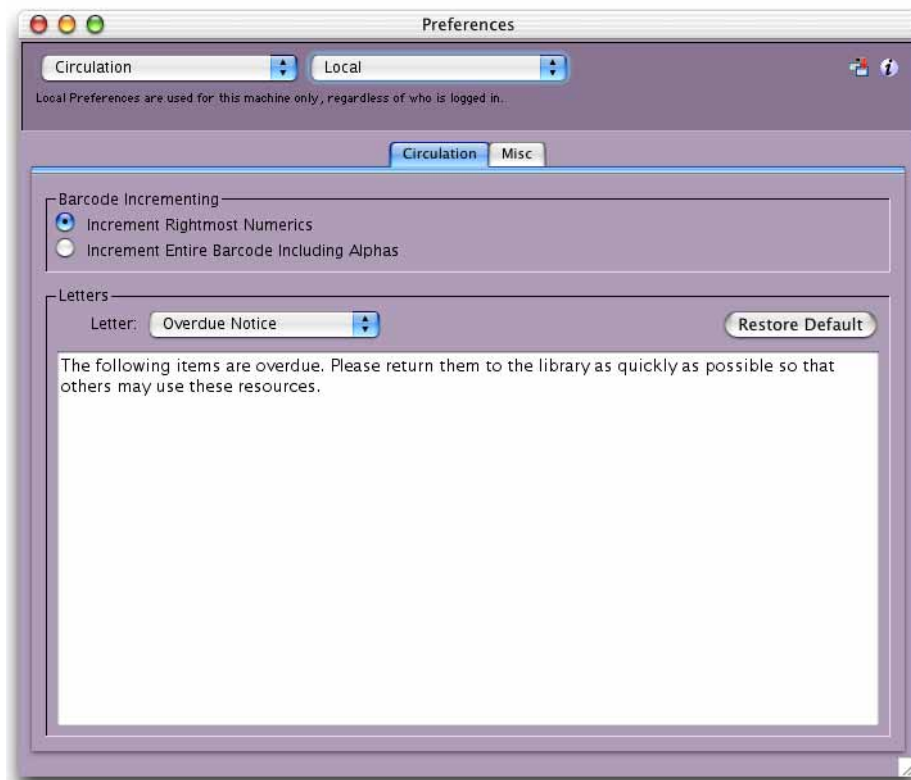 Preferences
Circulation
Local
Local Preferences are used for this machine only, regardless of who is logged in.
Circulation
Misc
Barcode Incrementing
Increment Rightmost Numerics
Increment Entire Barcode Including Alphas
Letters
Letter: Overdue Notice
Restore Default
The following items are overdue. Please return them to the library as quickly as possible so that
others may use these resources.